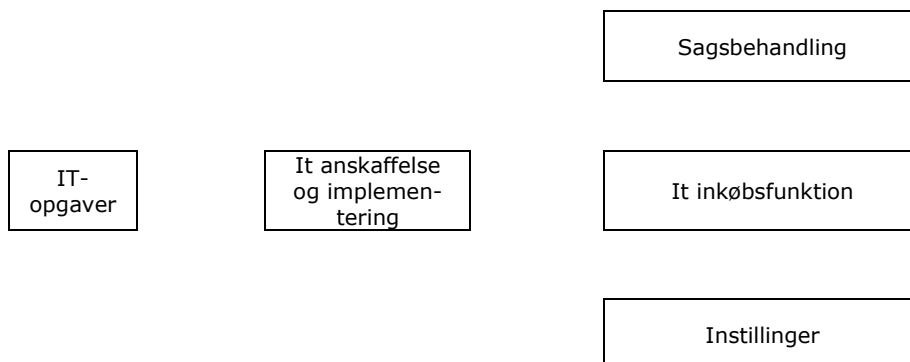 Sagsbehandling
IT-
opgaver
It anskaffelse
og implemen-
tering
It inkøbsfunktion
Instillinger